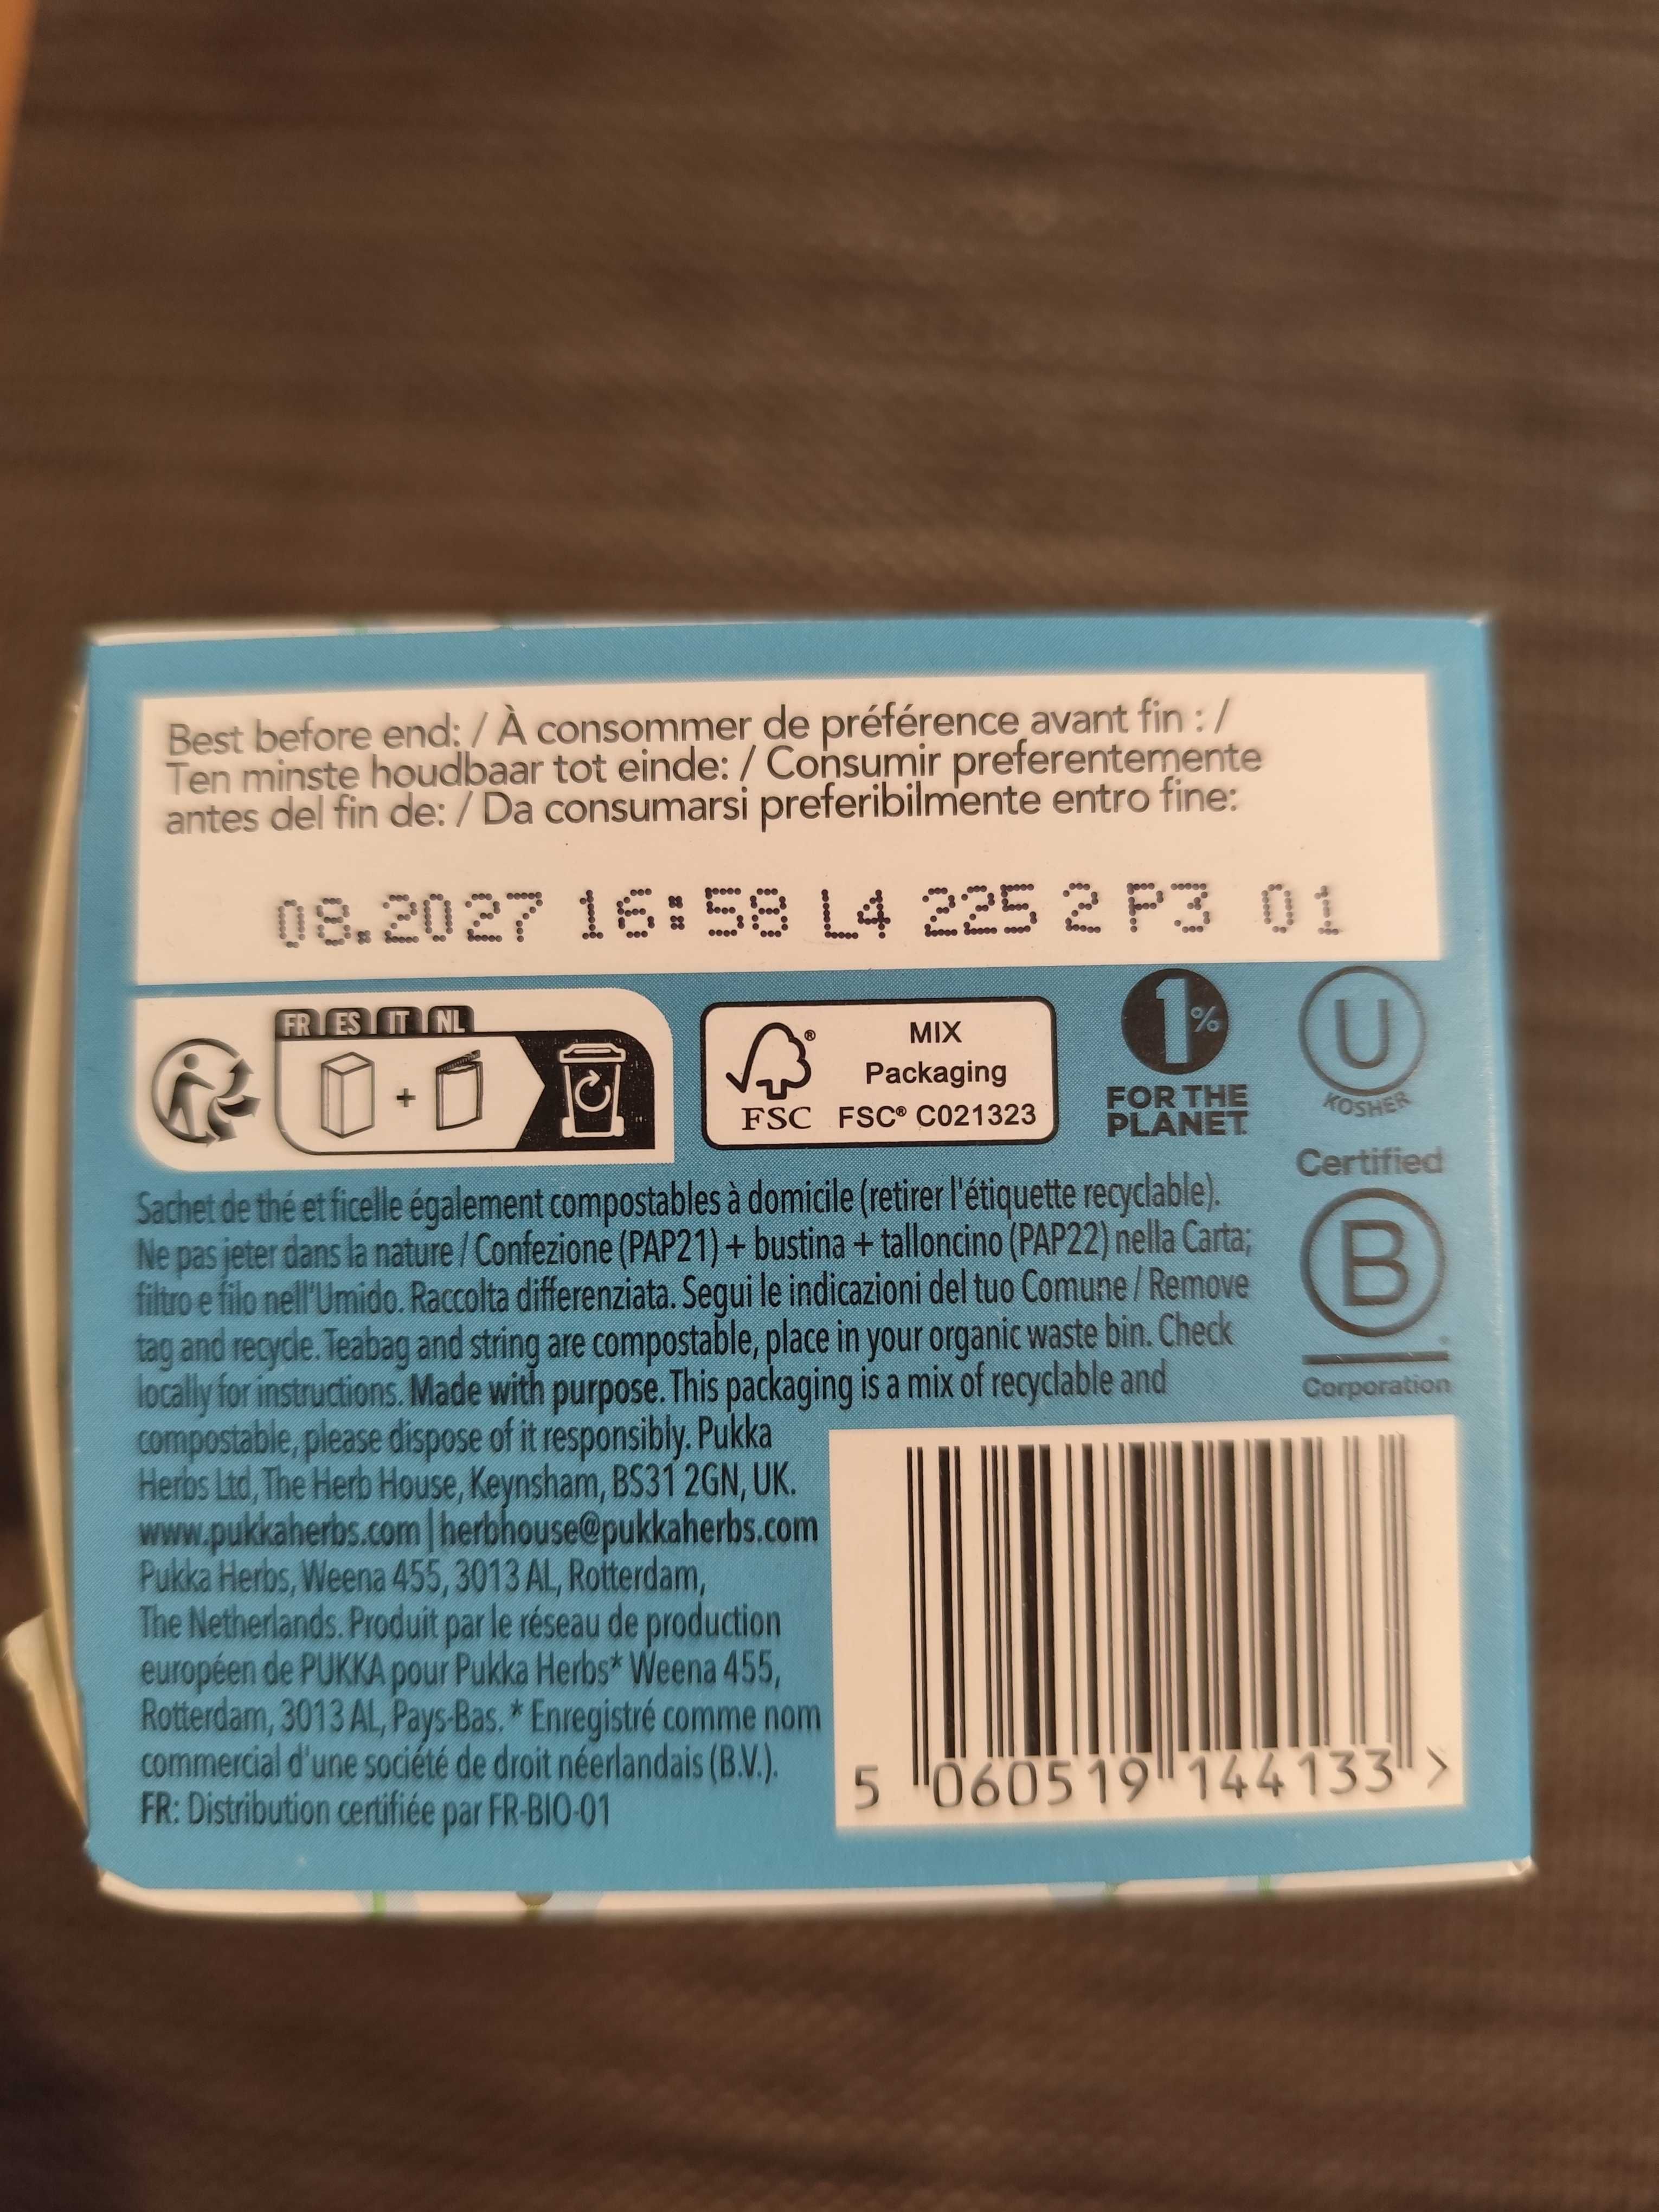 Best before end: / À consommer de préférence avant fin : /
Ten minste houdbaar tot einde: / Consumir preferentemente
antes del fin de: / Da consumarsi preferibilmente entro fine:
08.2027 16:58 L4 225 2 P3 01
FR ES IT NL
+
MIX
Packaging
FSC® C021323
FSC
®
1%
FOR THE
PLANET
U
KOSHER
Certified
B
Corporation
Sachet de thé et ficelle également compostables à domicile (retirer l'étiquette recyclable).
Ne pas jeter dans la nature / Confezione (PAP21) + bustina + talloncino (PAP22) nella Carta;
filtro e filo nell'Umido. Raccolta differenziata. Segui le indicazioni del tuo Comune / Remove
tag and recycle. Teabag and string are compostable, place in your organic waste bin. Check
locally for instructions. Made with purpose. This packaging is a mix of recyclable and
compostable, please dispose of it responsibly. Pukka
Herbs Ltd, The Herb House, Keynsham, BS31 2GN, UK.
www.pukkaherbs.com | herbhouse@pukkaherbs.com
Pukka Herbs, Weena 455, 3013 AL, Rotterdam,
The Netherlands. Produit par le réseau de production
européen de PUKKA pour Pukka Herbs* Weena 455,
Rotterdam, 3013 AL, Pays-Bas. * Enregistré comme nom
commercial d'une société de droit néerlandais (B.V.).
FR: Distribution certifiée par FR-BIO-01
5 060519 144133 >